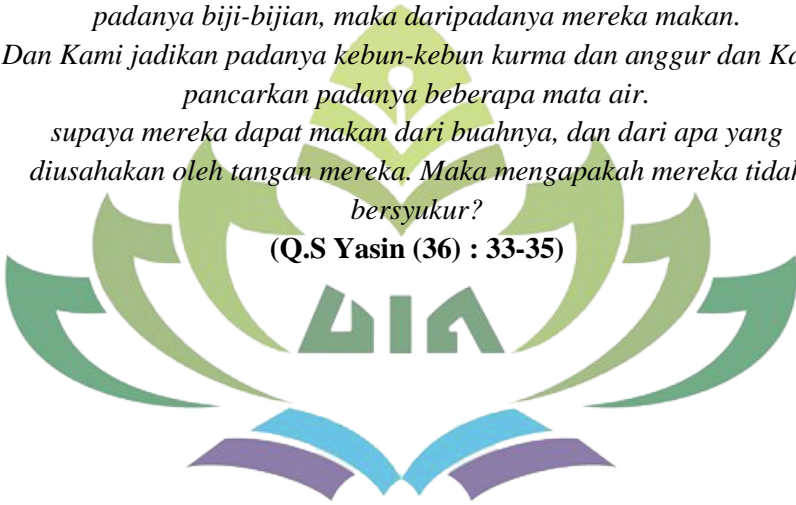 padanya biji-bijian, maka daripadanya mereka makan.
Dan Kami jadikan padanya kebun-kebun kurma dan anggur dan
pancarkan padanya beberapa mata air.
supaya mereka dapat makan dari buahnya, dan dari apa yang
diusahakan oleh tangan mereka. Maka mengapakah mereka
bersyukur?
(Q.S Yasin (36) : 33-35)
UIN